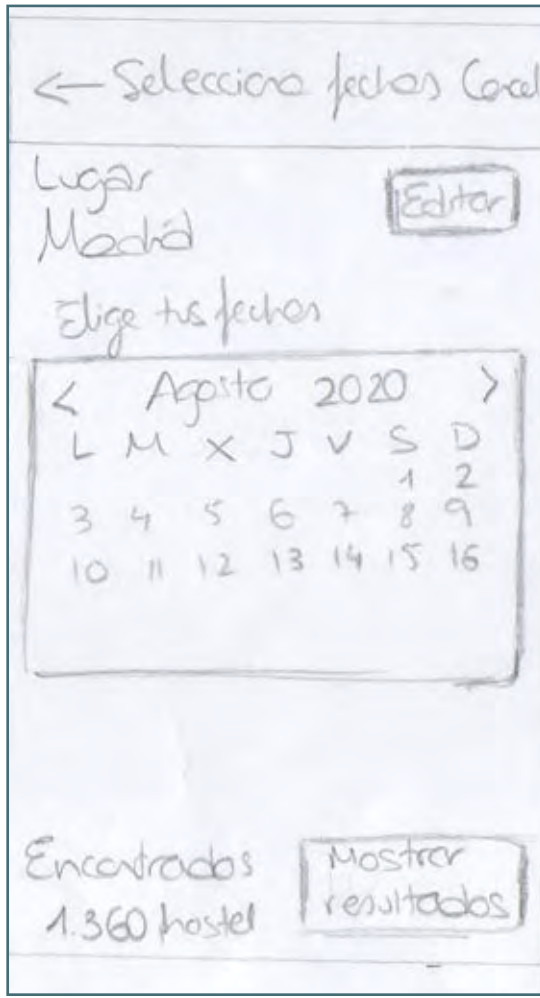 ← Selecciona fechas Cancel
Lugar
Editar
Madrid
Elige tus fechas
< Agosto 2020 >
L M X J V S D
1 2
3 4 5 6 7 8 9
10 11 12 13 14 15 16
Encontrados
1.360 hostel
Mostrar
resultados